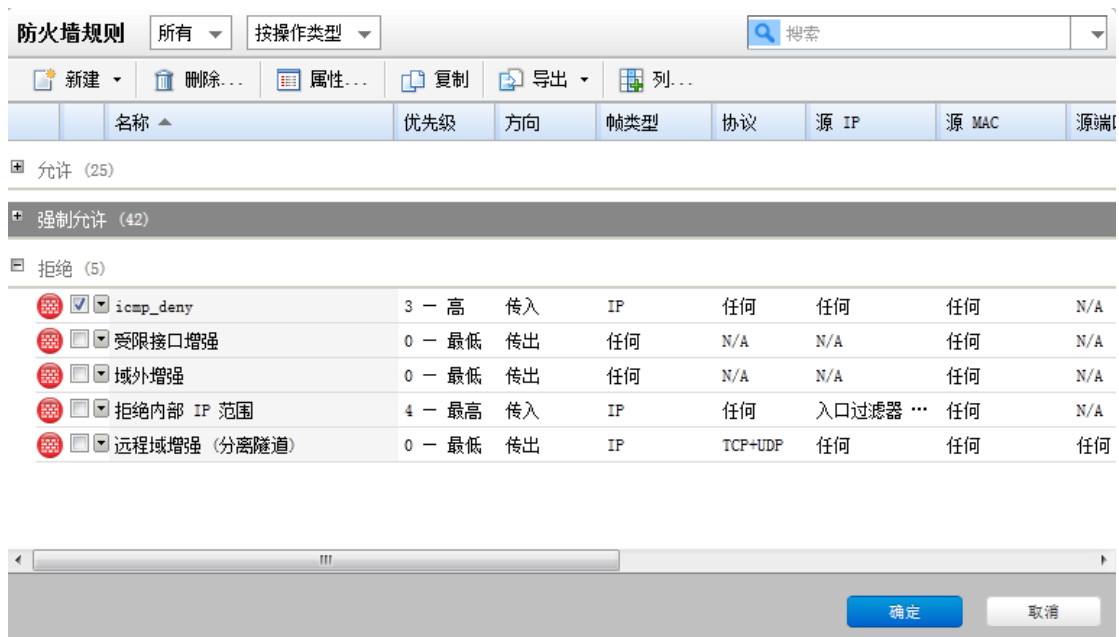 防火墙规则 所有 按操作类型 搜索
新建 删除... 属性... 复制 导出 列...
名称 优先级 方向 帧类型 协议 源 IP 源 MAC 源端口
允许 (25)
强制允许 (42)
拒绝 (5)
icmp_deny 3 - 高 传入 IP 任何 任何 任何 N/A
受限接口增强 0 - 最低 传出 任何 N/A N/A 任何 N/A
域外增强 0 - 最低 传出 任何 N/A N/A 任何 N/A
拒绝内部 IP 范围 4 - 最高 传入 IP 任何 入口过滤器 … 任何 N/A
远程域增强 (分离隧道) 0 - 最低 传出 IP TCP+UDP 任何 任何 任何
确定 取消